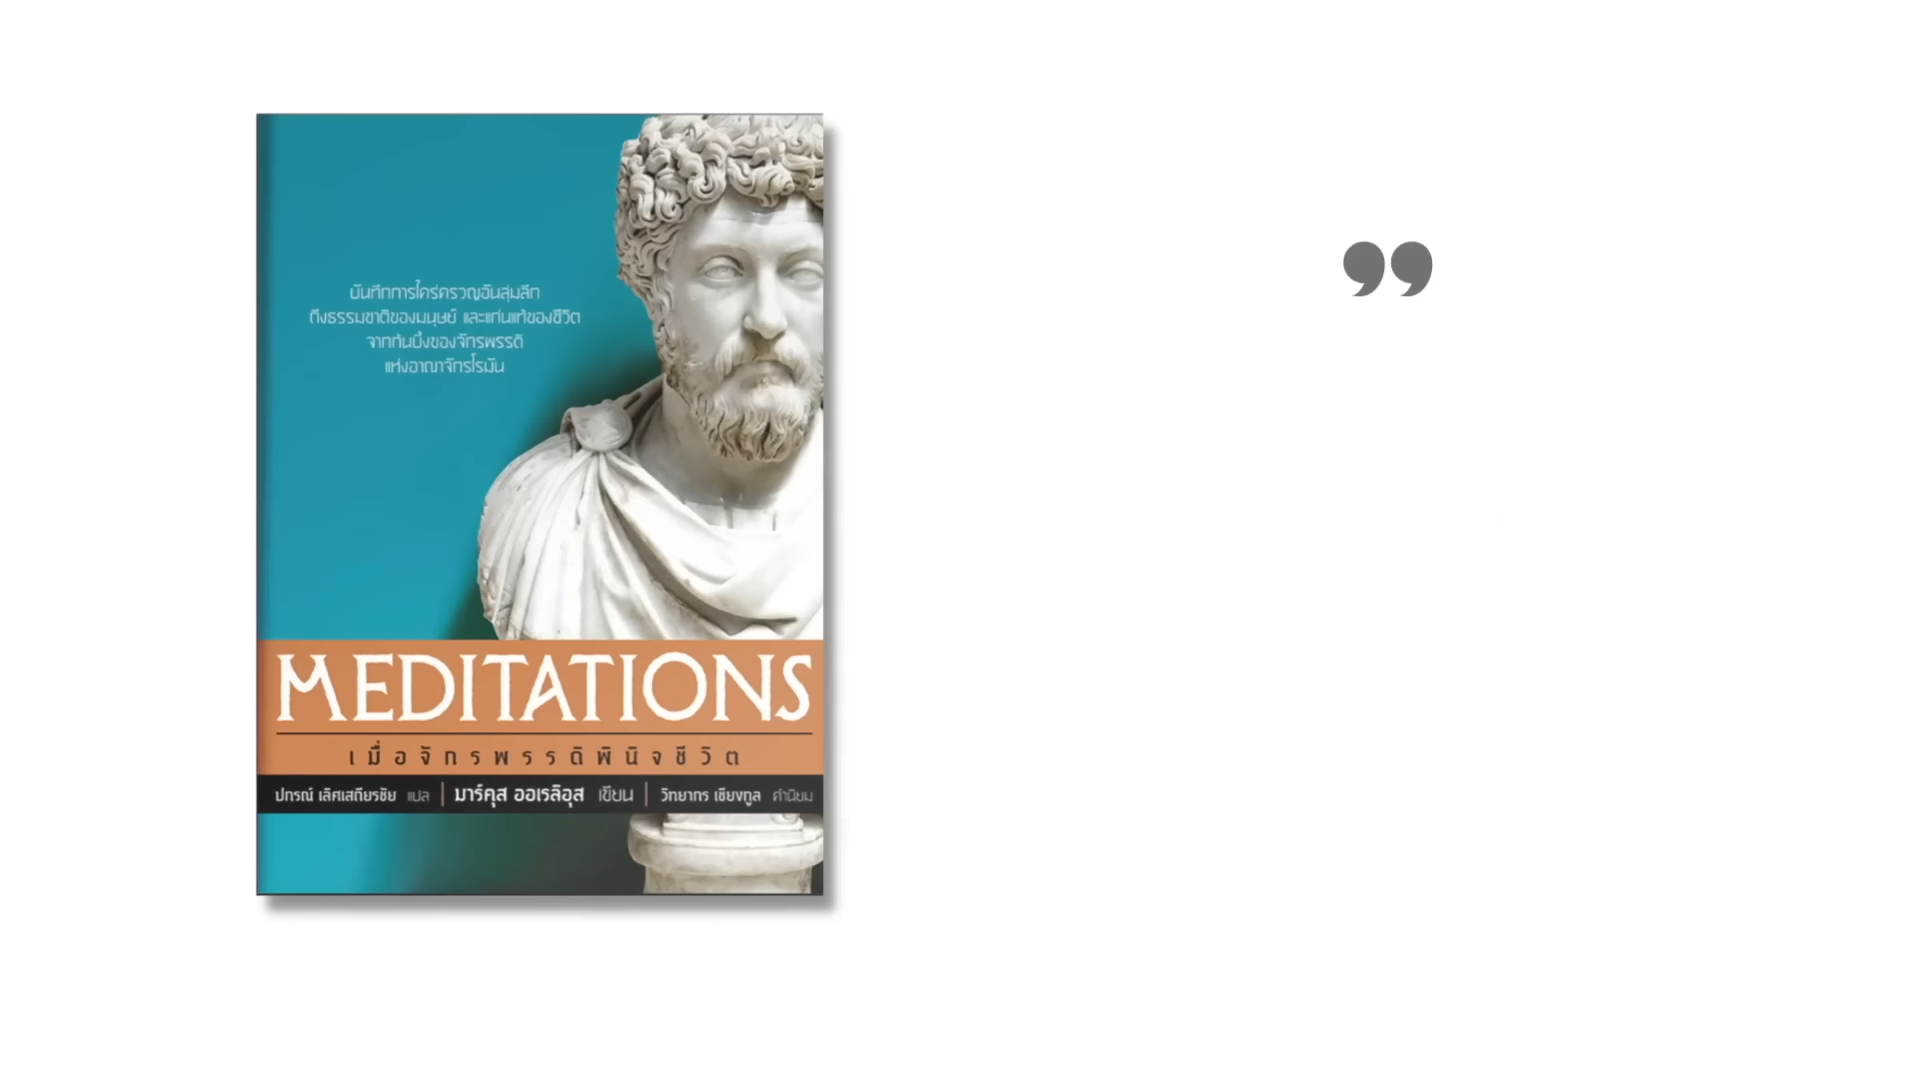 บันทึกการใคร่ครวญอันลุ่มลึก
ถึงธรรมชาติของมนุษย์ และแก่นแท้ของชีวิต
จากก้นบึ้งของจักรพรรดิ
แห่งอาณาจักรโรมัน
MEDITATIONS
เมื่อจักรพรรดิพินิจชีวิต
ปกรณ์ เลิศเสถียรชัย แปล | มาร์คุส ออเรลิอุส เขียน | วิทยากร เชียงกูล คำนิยม
”